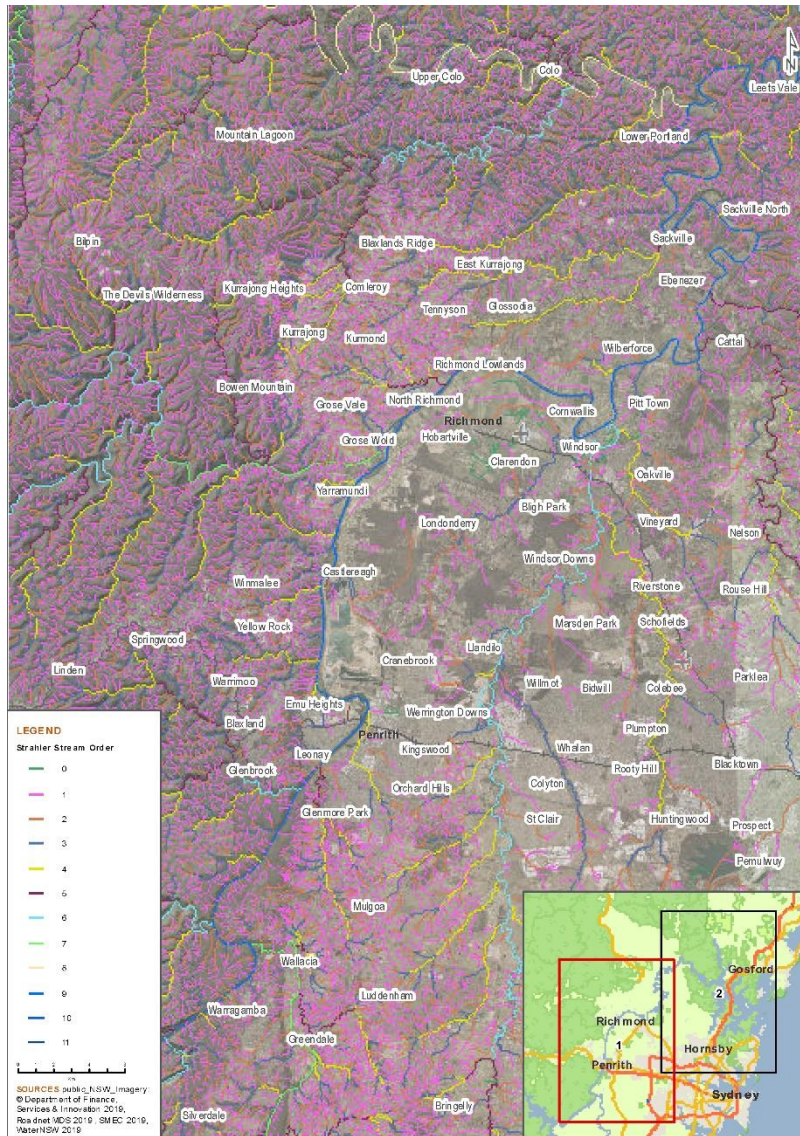 Upper Colo
Colo
Leets Vale
Mountain Lagoon
Lower Portland
Sackville North
Bilpin
Blaxlands Ridge
Sackville
East Kurrajong
Ebenezer
The Devils Wilderness
Kurrajong Heights
Comleroy
Tennyson
Glossodia
Kurrajong
Kurmond
Wilberforce
Cattai
Richmond Lowlands
Bowen Mountain
North Richmond
Grose Vale
Cornwallis
Pitt Town
Richmond
Hobartville
Grose Wold
Windsor
Clarendon
Oakville
Yarramundi
Bligh Park
Londonderry
Vineyard
Nelson
Windsor Downs
Castlereagh
Winmalee
Riverstone
Rouse Hill
Yellow Rock
Marsden Park
Schofields
Springwood
Llandilo
Linden
Cranebrook
Warrimoo
Willmot
Bidwill
Colebee
Parklea
Emu Heights
Werrington Downs
Blaxland
Penrith
Plumpton
Leonay
Kingswood
Whalan
Glenbrook
Rooty Hill
Blacktown
Orchard Hills
Colyton
Glenmore Park
St Clair
Huntingwood
Prospect
Pemulwuy
Mulgoa
Wallacia
Luddenham
Warragamba
Greendale
Silverdale
Bringelly
LEGEND
Strahler Stream Order
0
1
2
3
4
5
6
7
8
9
10
11
SOURCES public_NSW_Imagery:
© Department of Finance,
Services & Innovation 2019,
Roadnet MDS 2019 , SMEC 2019,
WaterNSW 2019
Gosford
2
Richmond
1
Hornsby
Penrith
Sydney